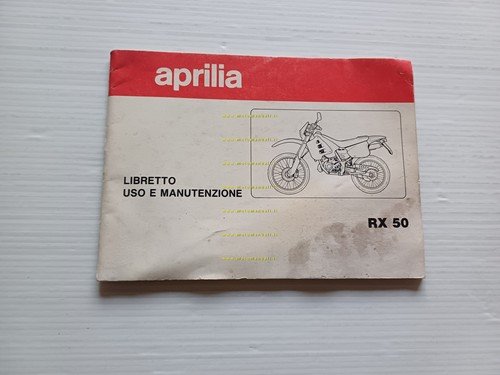 aprilia
LIBRETTO
USO E MANUTENZIONE
RX 50